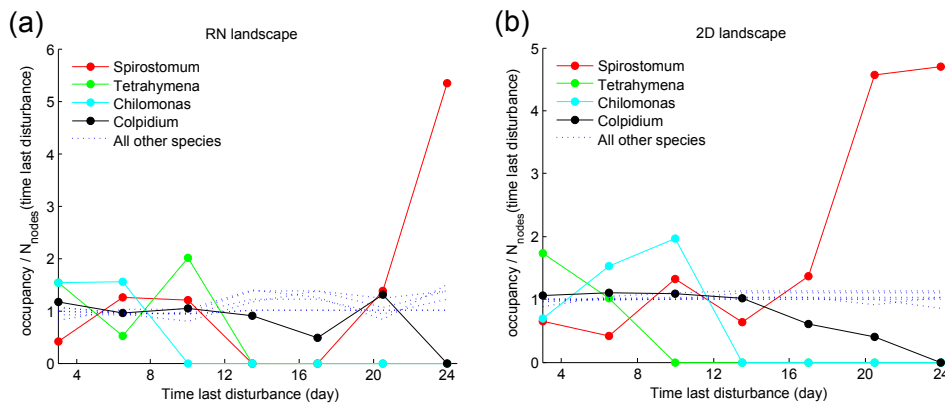 (a)
RN landscape
occupancy / N_nodes(time last disturbance)
6
5
4
3
2
1
0
Spirostomum
Tetrahymena
Chilomonas
Colpidium
All other species
4 8 12 16 20 24
Time last disturbance (day)
(b)
2D landscape
occupancy / N_nodes(time last disturbance)
5
4
3
2
1
0
Spirostomum
Tetrahymena
Chilomonas
Colpidium
All other species
4 8 12 16 20 24
Time last disturbance (day)